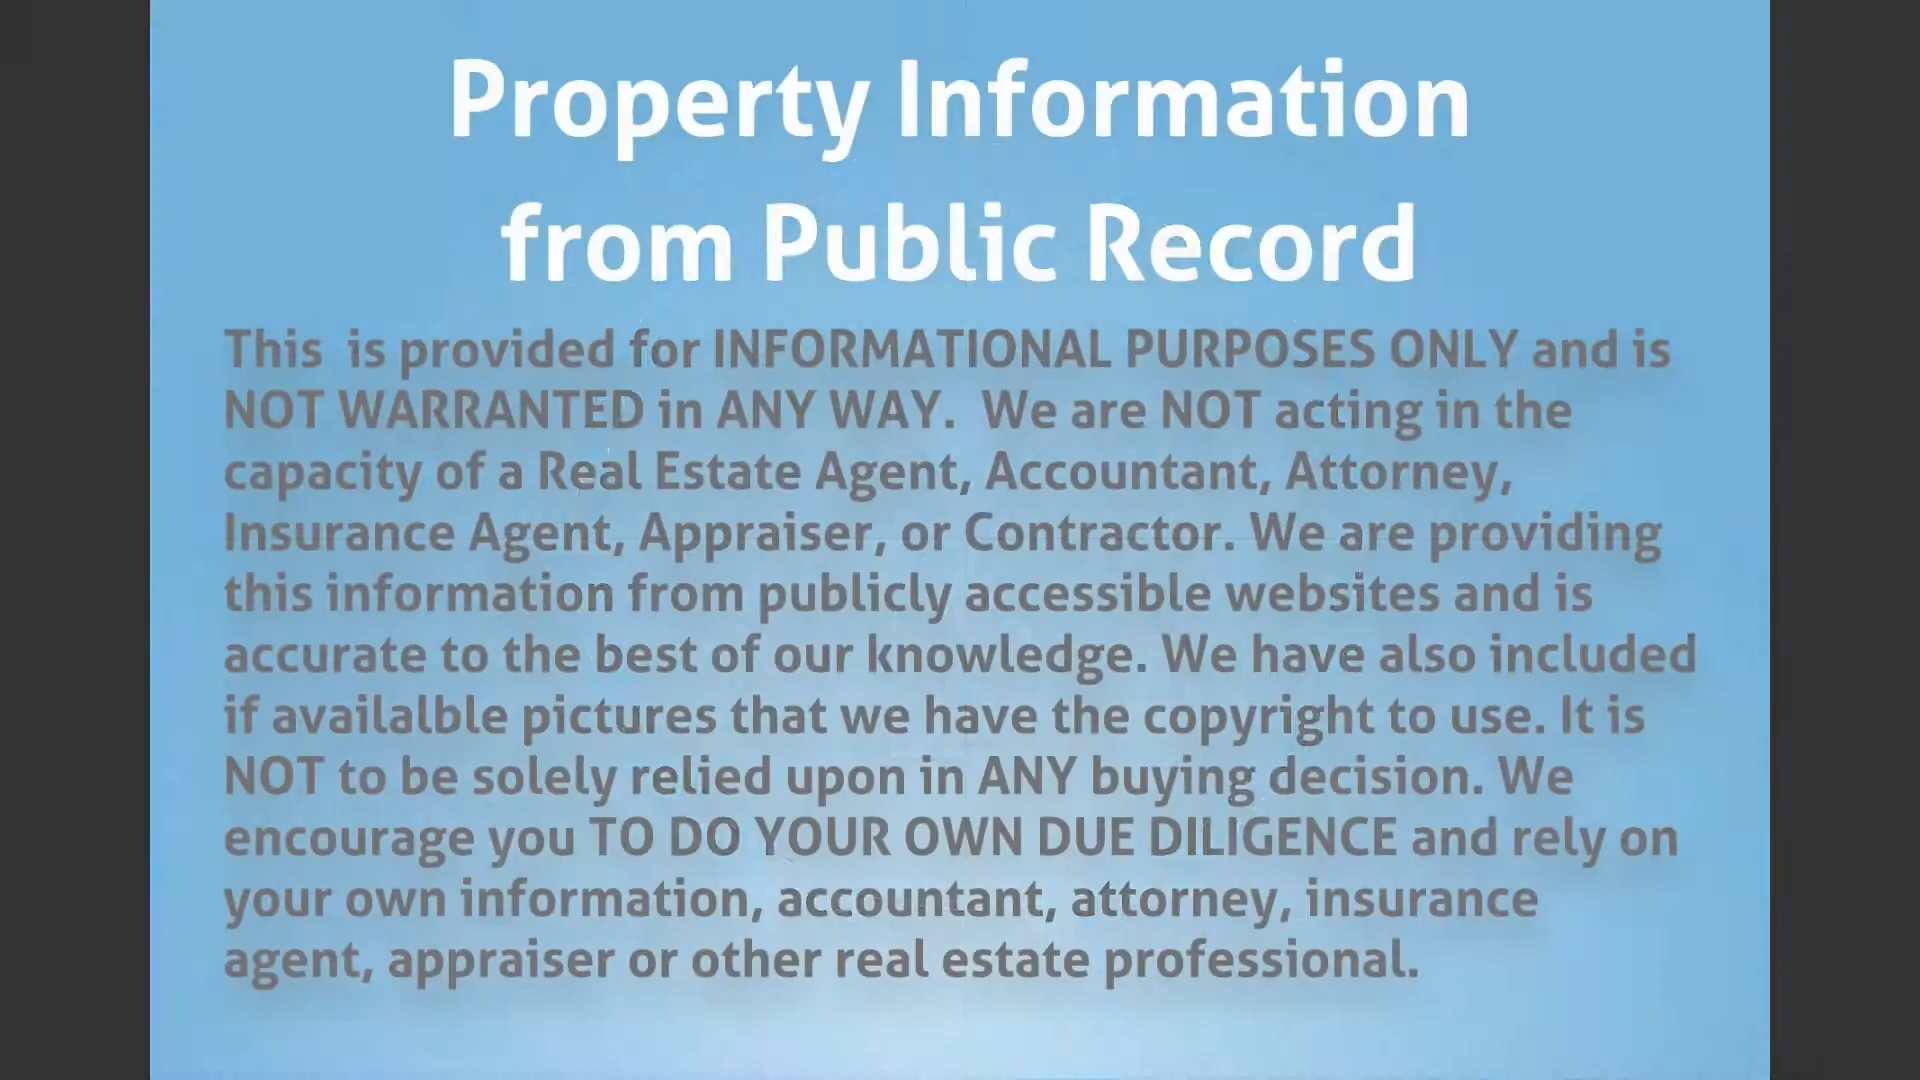 Property Information
from Public Record
This  is provided for INFORMATIONAL PURPOSES ONLY and is
NOT WARRANTED in ANY WAY.  We are NOT acting in the
capacity of a Real Estate Agent, Accountant, Attorney,
Insurance Agent, Appraiser, or Contractor. We are providing
this information from publicly accessible websites and is
accurate to the best of our knowledge. We have also included
if availalble pictures that we have the copyright to use. It is
NOT to be solely relied upon in ANY buying decision. We
encourage you TO DO YOUR OWN DUE DILIGENCE and rely on
your own information, accountant, attorney, insurance
agent, appraiser or other real estate professional.